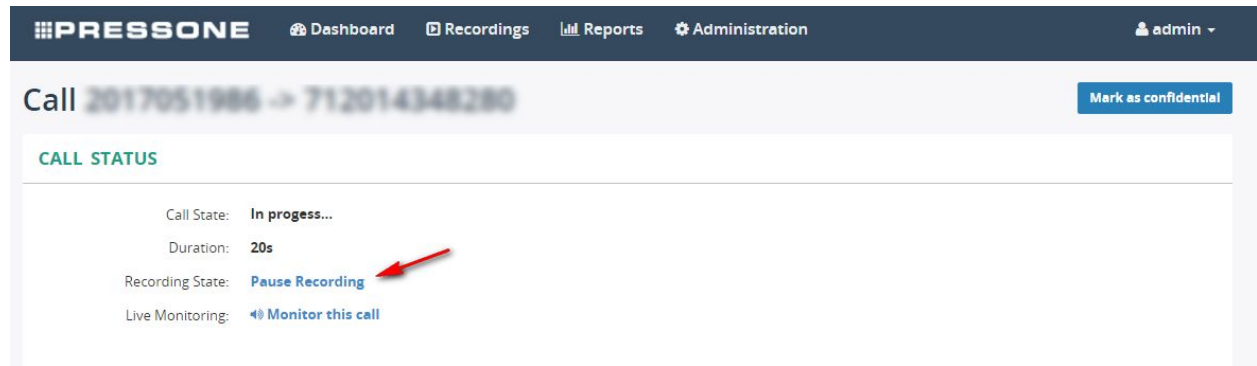 PRESSONE Dashboard Recordings Reports Administration admin
Call
Mark as confidential
CALL STATUS
Call State: In progess...
Duration: 20s
Recording State: Pause Recording
Live Monitoring: Monitor this call